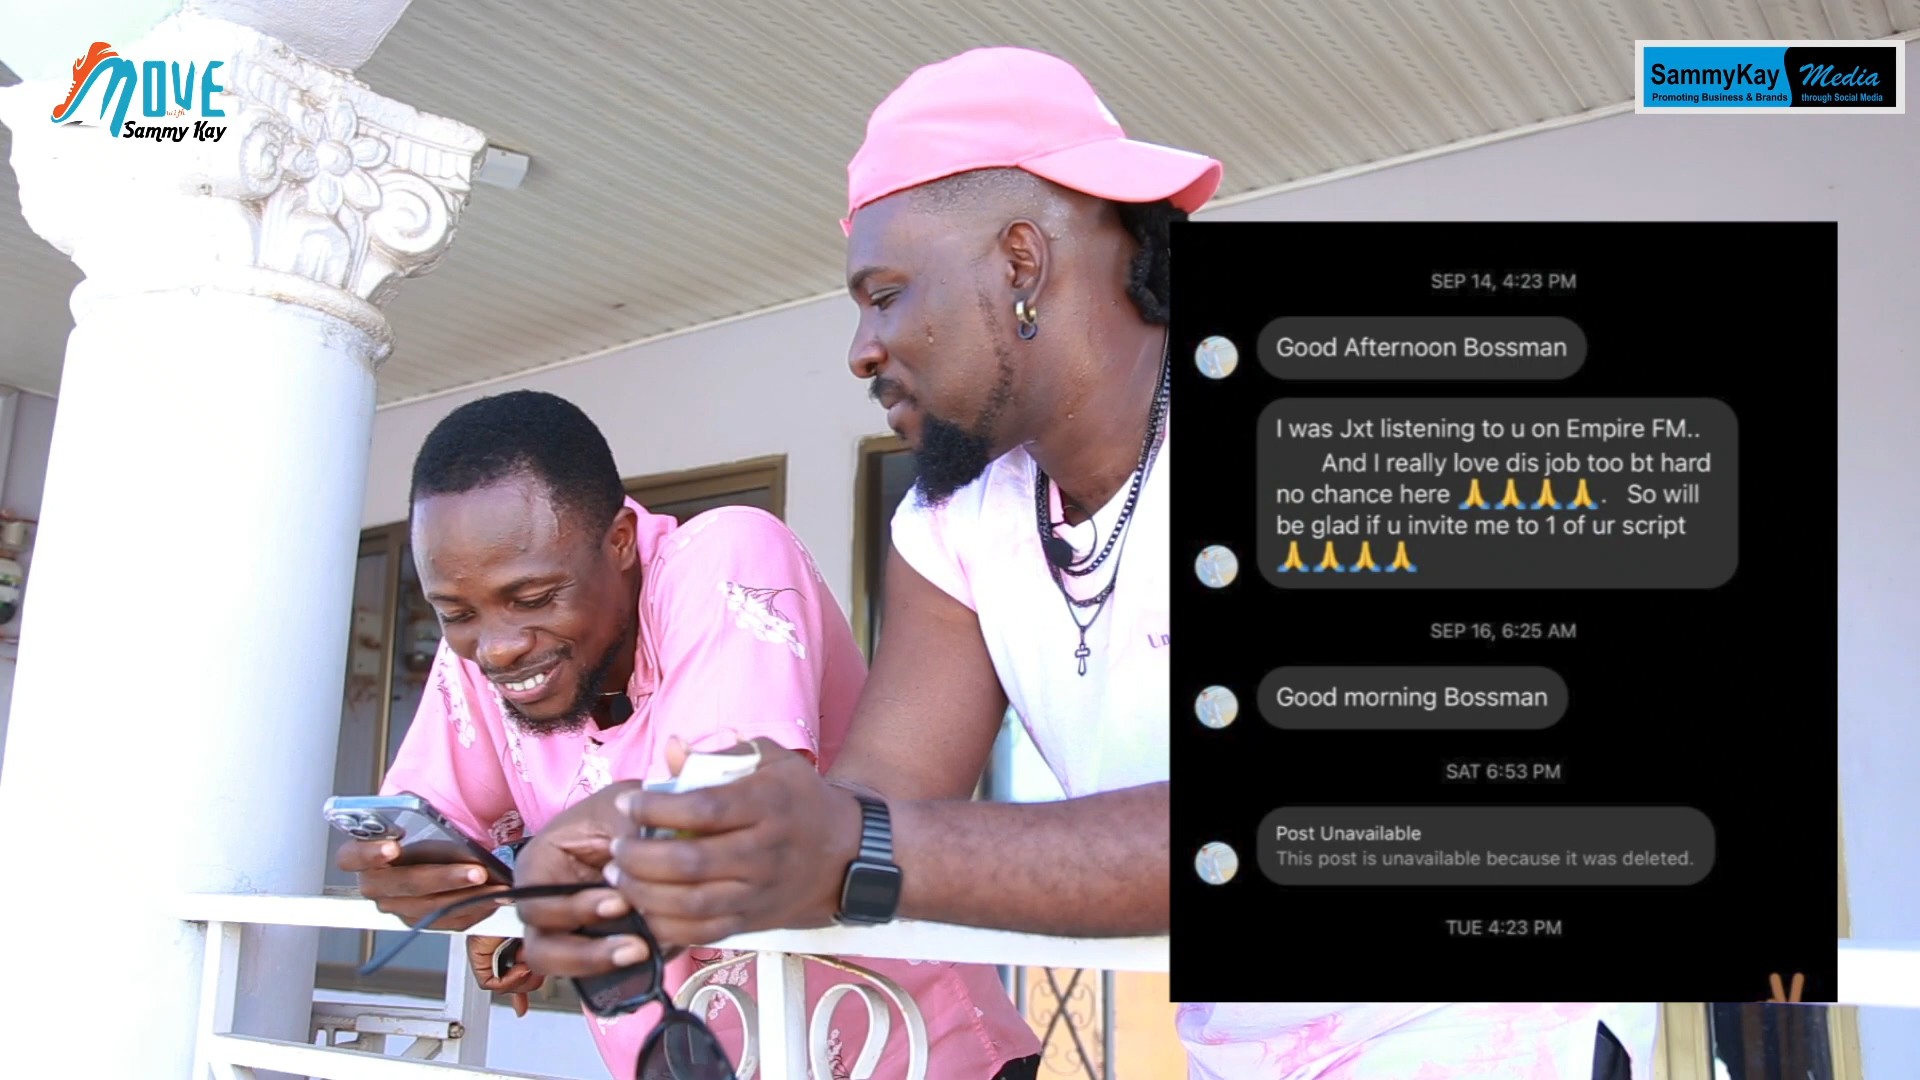 MOVE
with
Sammy Kay
SammyKay Media
Promoting Business & Brands through Social Media
SEP 14, 4:23 PM
Good Afternoon Bossman
I was Jxt listening to u on Empire FM..
And I really love dis job too bt hard
no chance here 🙏🙏🙏🙏. So will
be glad if u invite me to 1 of ur script
🙏🙏🙏🙏
SEP 16, 6:25 AM
Good morning Bossman
SAT 6:53 PM
Post Unavailable
This post is unavailable because it was deleted.
TUE 4:23 PM